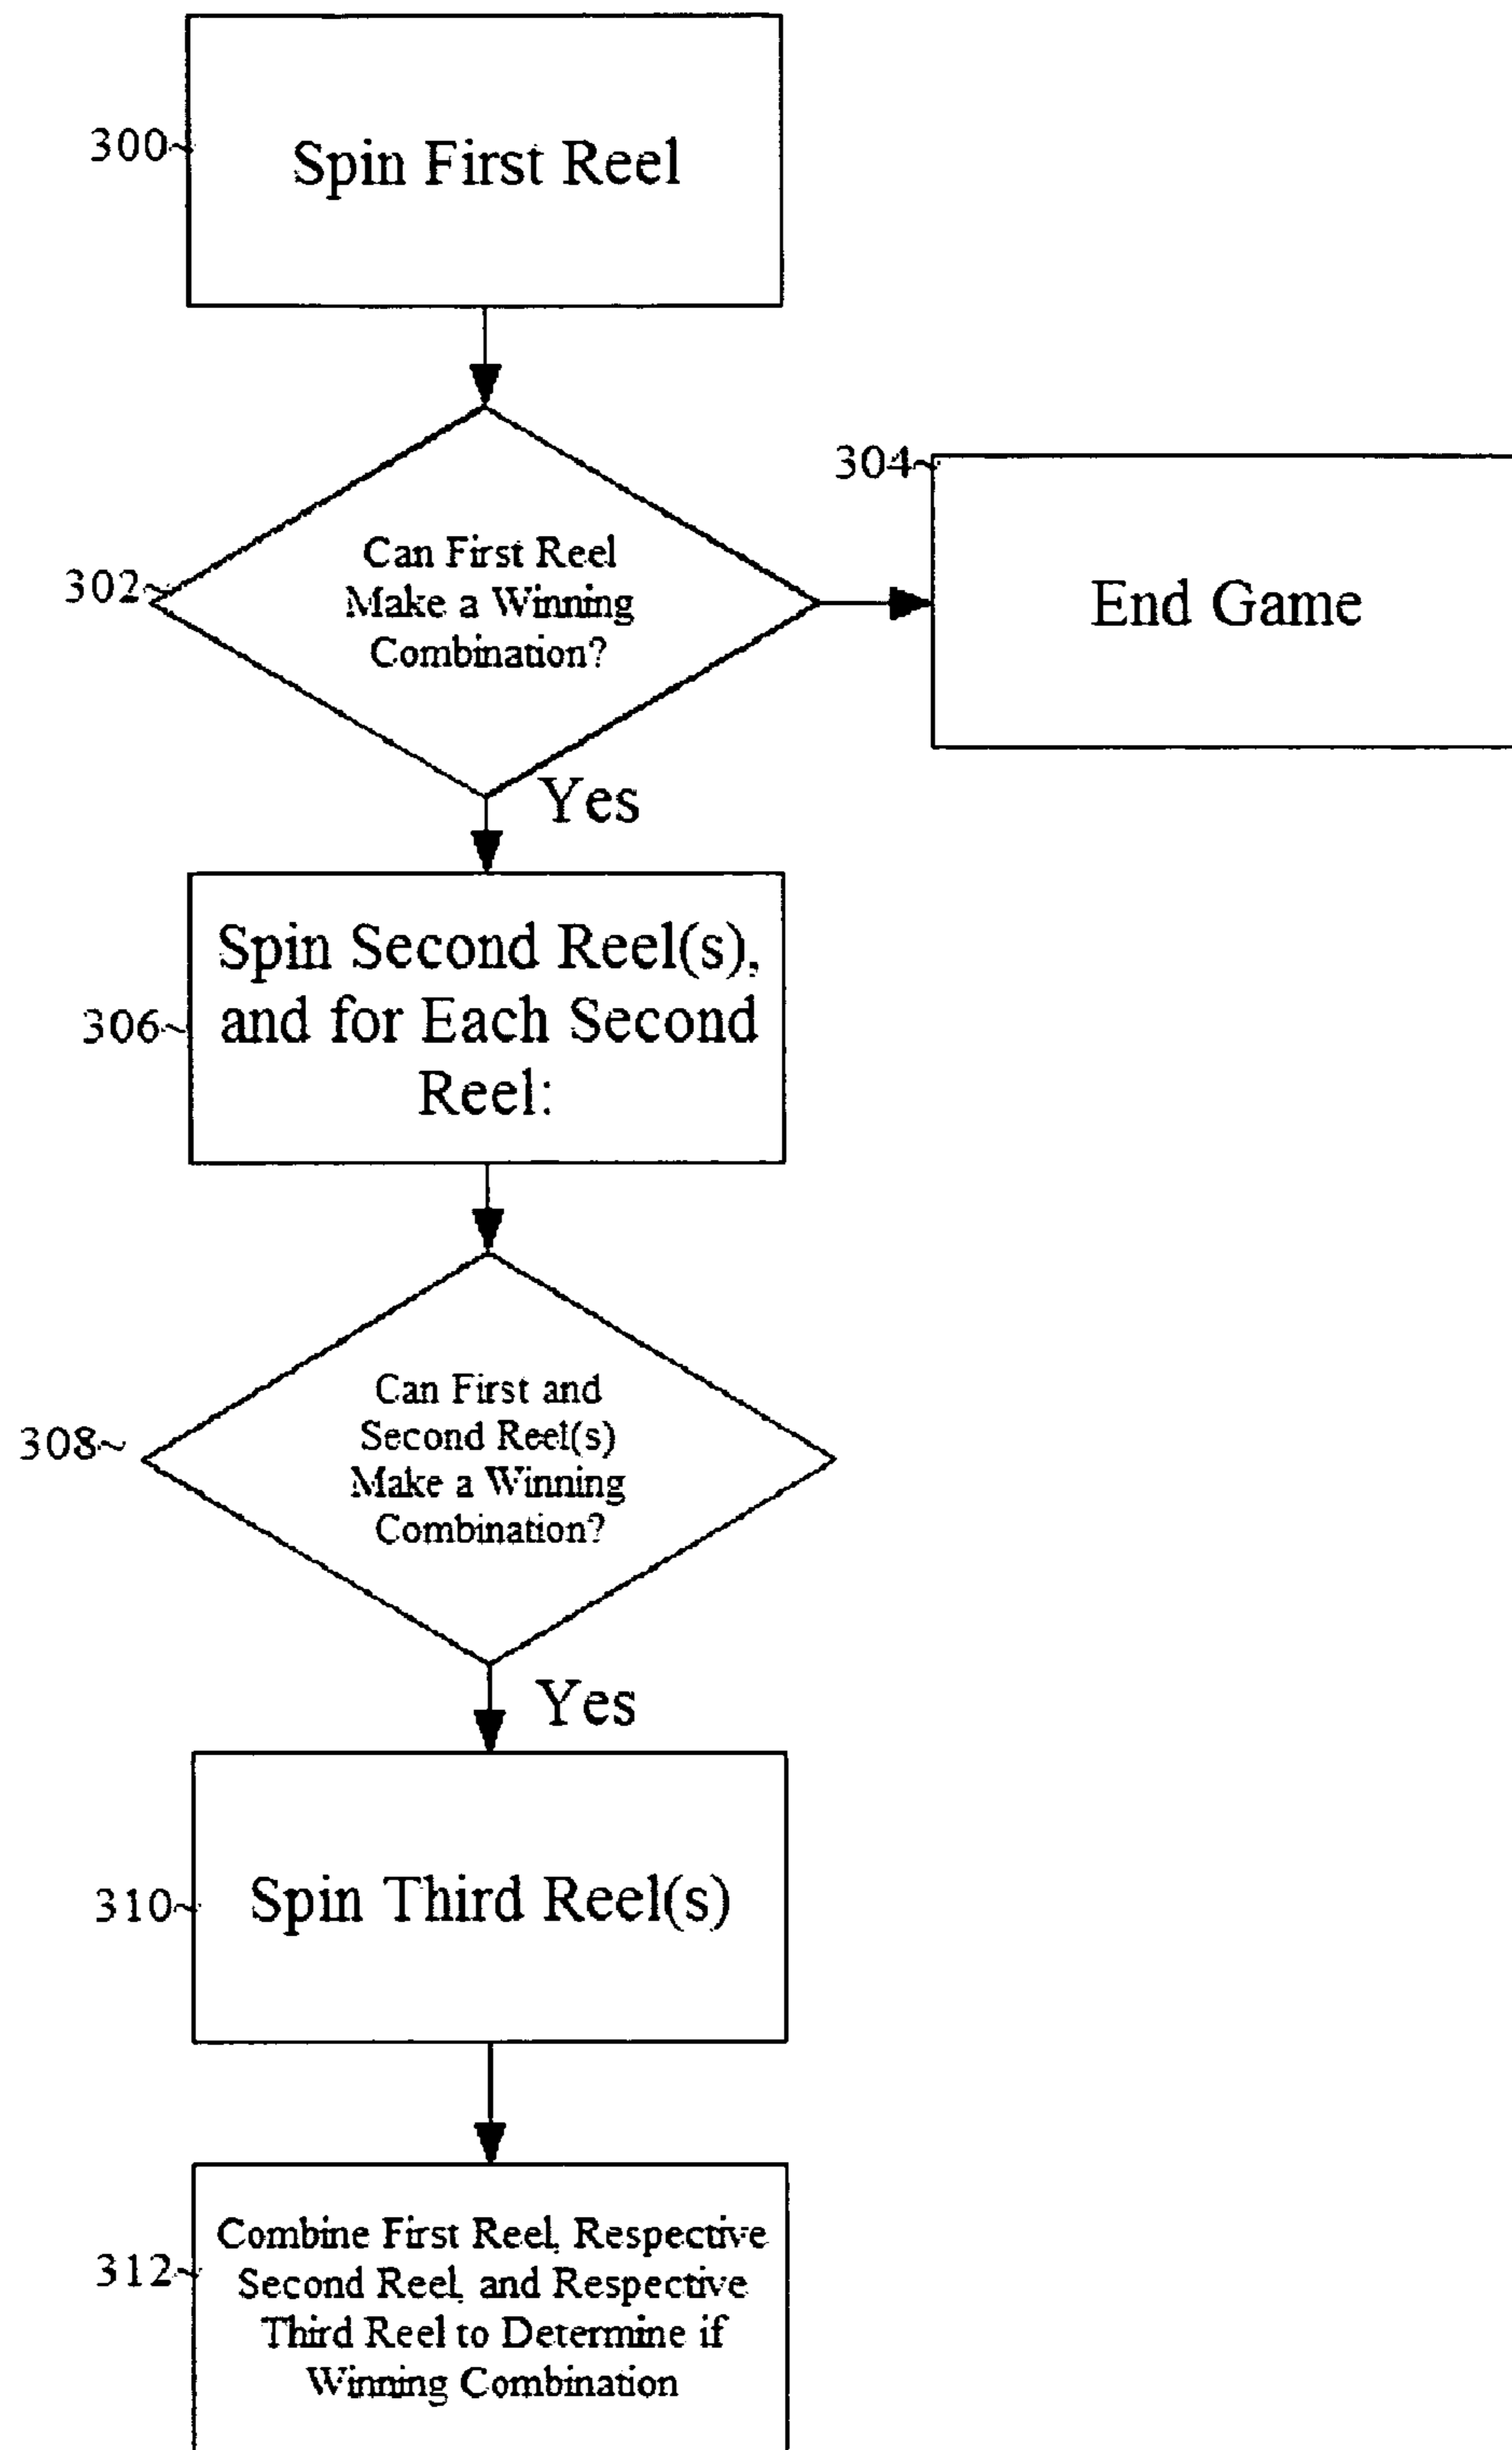 300~
Spin First Reel
304~
302~
Can First Reel
Make a Winning
Combination?
End Game
Yes
306~
Spin Second Reel(s),
and for Each Second
Reel:
308~
Can First and
Second Reel(s)
Make a Winning
Combination?
Yes
310~
Spin Third Reel(s)
312~
Combine First Reel, Respective
Second Reel, and Respective
Third Reel to Determine if
Winning Combination